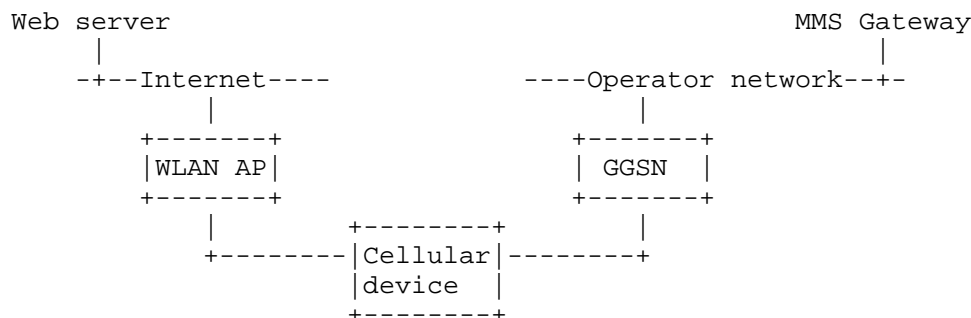 Web server MMS Gateway
| |
-+--Internet---- ----Operator network--+-
| |
+-------+ +-------+
|WLAN AP| | GGSN |
+-------+ +-------+
| +--------+ |
+--------|Cellular|--------+
|device |
+--------+